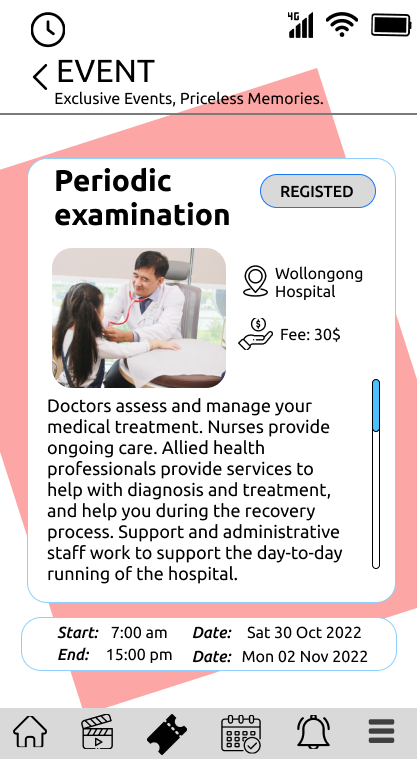 4G
EVENT
Exclusive Events, Priceless Memories.
Periodic
examination
REGISTED
Wollongong
Hospital
Fee: 30$
Doctors assess and manage your
medical treatment. Nurses provide
ongoing care. Allied health
professionals provide services to
help with diagnosis and treatment,
and help you during the recovery
process. Support and administrative
staff work to support the day-to-day
running of the hospital.
Start: 7:00 am Date: Sat 30 Oct 2022
End: 15:00 pm Date: Mon 02 Nov 2022